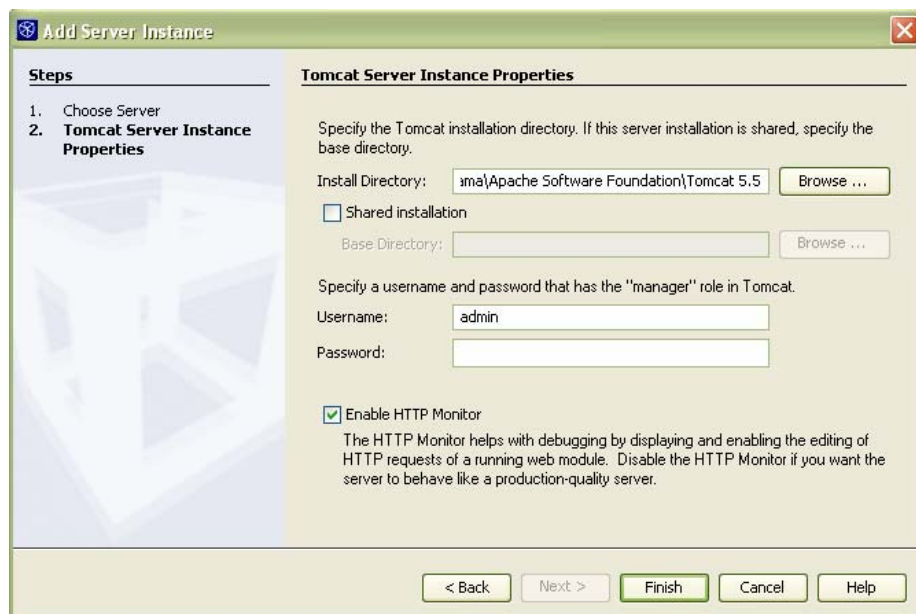 Add Server Instance
Steps
1. Choose Server
2. Tomcat Server Instance
Properties
Tomcat Server Instance Properties
Specify the Tomcat installation directory. If this server installation is shared, specify the
base directory.
Install Directory: ama\Apache Software Foundation\Tomcat 5.5 Browse ...
Shared installation
Base Directory: Browse ...
Specify a username and password that has the "manager" role in Tomcat.
Username: admin
Password:
Enable HTTP Monitor
The HTTP Monitor helps with debugging by displaying and enabling the editing of
HTTP requests of a running web module. Disable the HTTP Monitor if you want the
server to behave like a production-quality server.
< Back Next > Finish Cancel Help